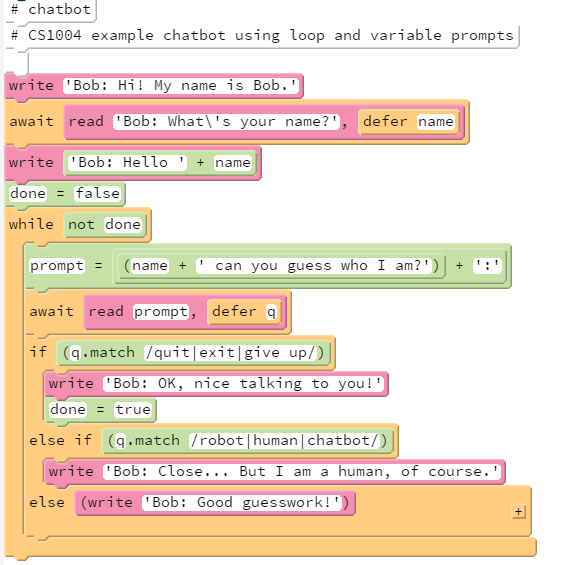 # chatbot
# CS1004 example chatbot using loop and variable prompts
write 'Bob: Hi! My name is Bob.'
await read 'Bob: What\'s your name?', defer name
write 'Bob: Hello ' + name
done = false
while not done
prompt = (name + ' can you guess who I am?') + ':'
await read prompt, defer q
if (q.match /quit|exit|give up/)
write 'Bob: OK, nice talking to you!'
done = true
else if (q.match /robot|human|chatbot/)
write 'Bob: Close... But I am a human, of course.'
else (write 'Bob: Good guesswork!')
+